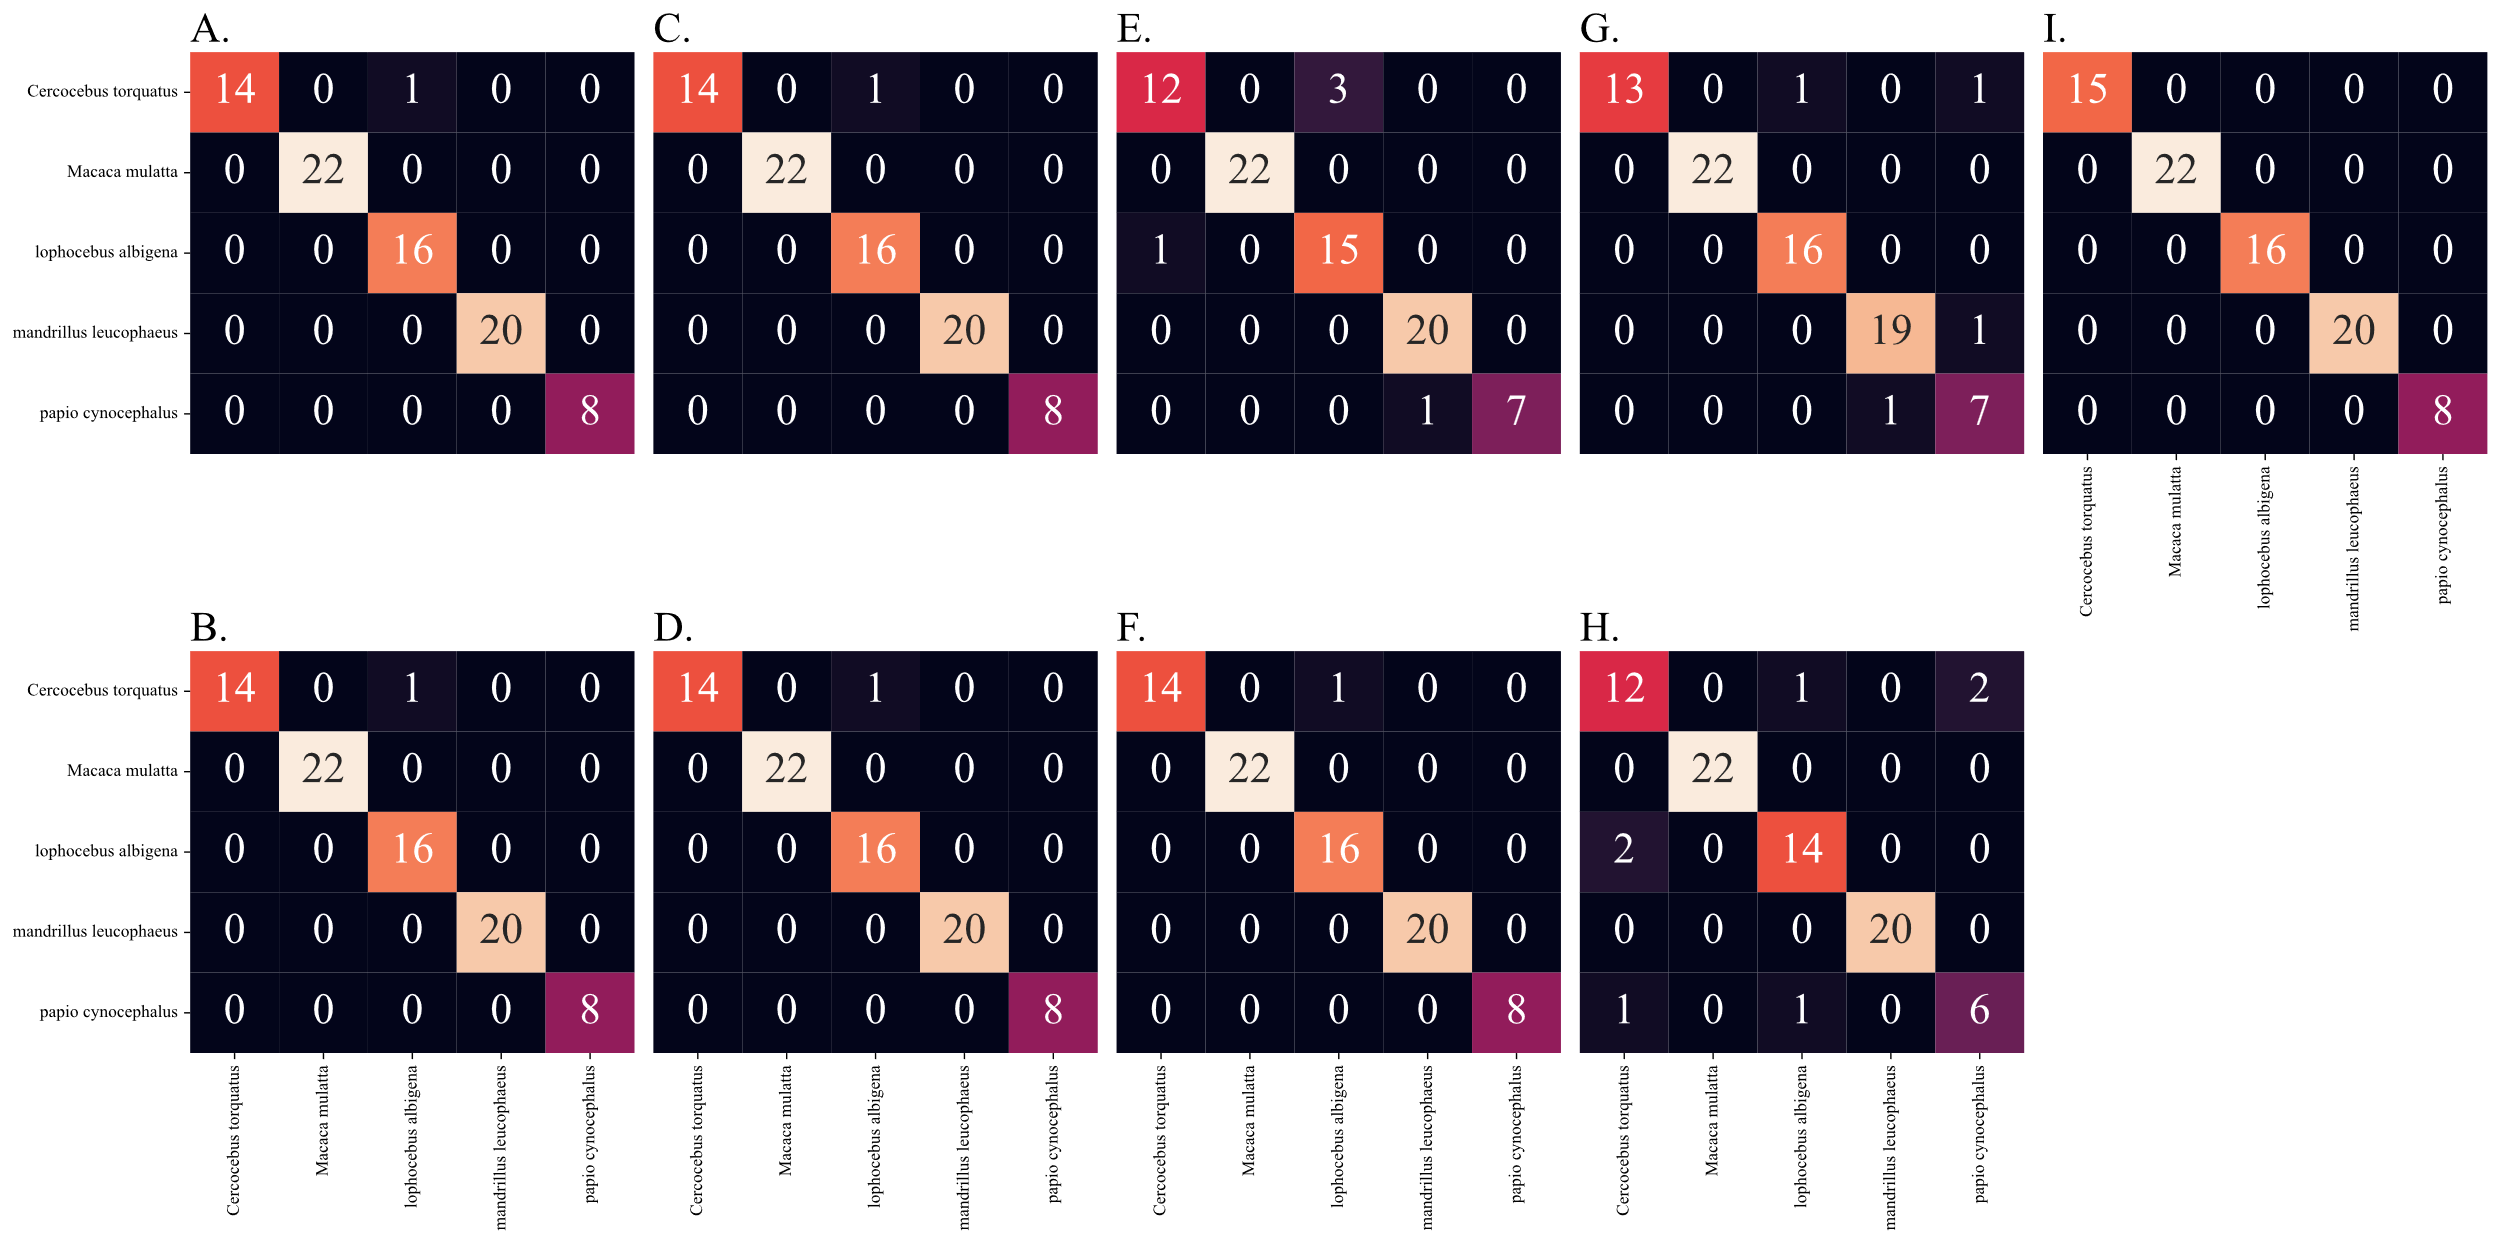 A. C. E. G. I.
Cercocebus torquatus 14 0 1 0 0 14 0 1 0 0 12 0 3 0 0 13 0 1 0 1 15 0 0 0 0
Macaca mulatta 0 22 0 0 0 0 22 0 0 0 0 22 0 0 0 0 22 0 0 0 0 22 0 0 0
lophocebus albigena 0 0 16 0 0 0 0 16 0 0 1 0 15 0 0 0 0 16 0 0 0 0 16 0 0
mandrillus leucophaeus 0 0 0 20 0 0 0 0 20 0 0 0 0 20 0 0 0 0 19 1 0 0 0 20 0
papio cynocephalus 0 0 0 0 8 0 0 0 0 8 0 0 0 1 7 0 0 0 1 7 0 0 0 0 8
Cercocebus torquatus
Macaca mulatta
lophocebus albigena
mandrillus leucophaeus
papio cynocephalus
B. D. F. H.
Cercocebus torquatus 14 0 1 0 0 14 0 1 0 0 14 0 1 0 0 12 0 1 0 2
Macaca mulatta 0 22 0 0 0 0 22 0 0 0 0 22 0 0 0 0 22 0 0 0
lophocebus albigena 0 0 16 0 0 0 0 16 0 0 0 0 16 0 0 2 0 14 0 0
mandrillus leucophaeus 0 0 0 20 0 0 0 0 20 0 0 0 0 20 0 0 0 0 20 0
papio cynocephalus 0 0 0 0 8 0 0 0 0 8 0 0 0 0 8 1 0 1 0 6
Cercocebus torquatus
Macaca mulatta
lophocebus albigena
mandrillus leucophaeus
papio cynocephalus
Cercocebus torquatus
Macaca mulatta
lophocebus albigena
mandrillus leucophaeus
papio cynocephalus
Cercocebus torquatus
Macaca mulatta
lophocebus albigena
mandrillus leucophaeus
papio cynocephalus
Cercocebus torquatus
Macaca mulatta
lophocebus albigena
mandrillus leucophaeus
papio cynocephalus